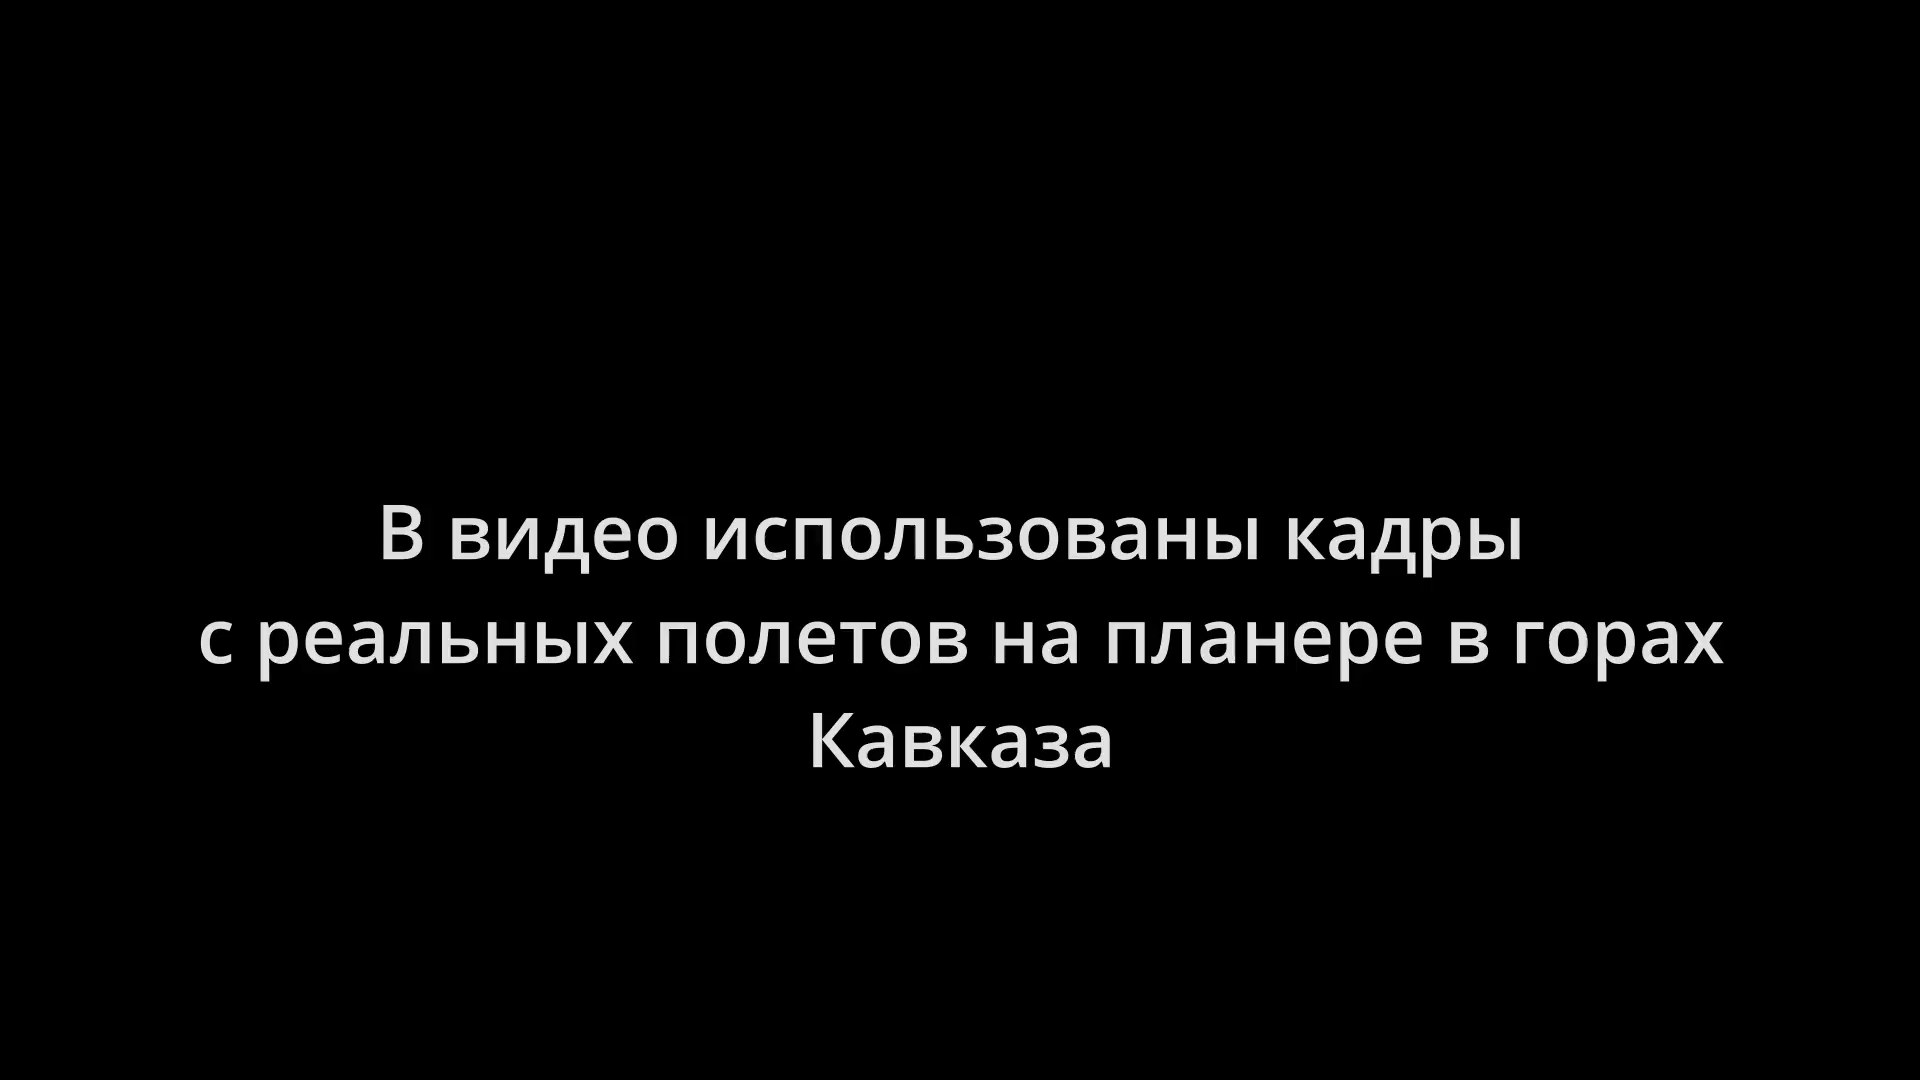 В видео использованы кадры
с реальных полетов на планере в горах
Кавказа